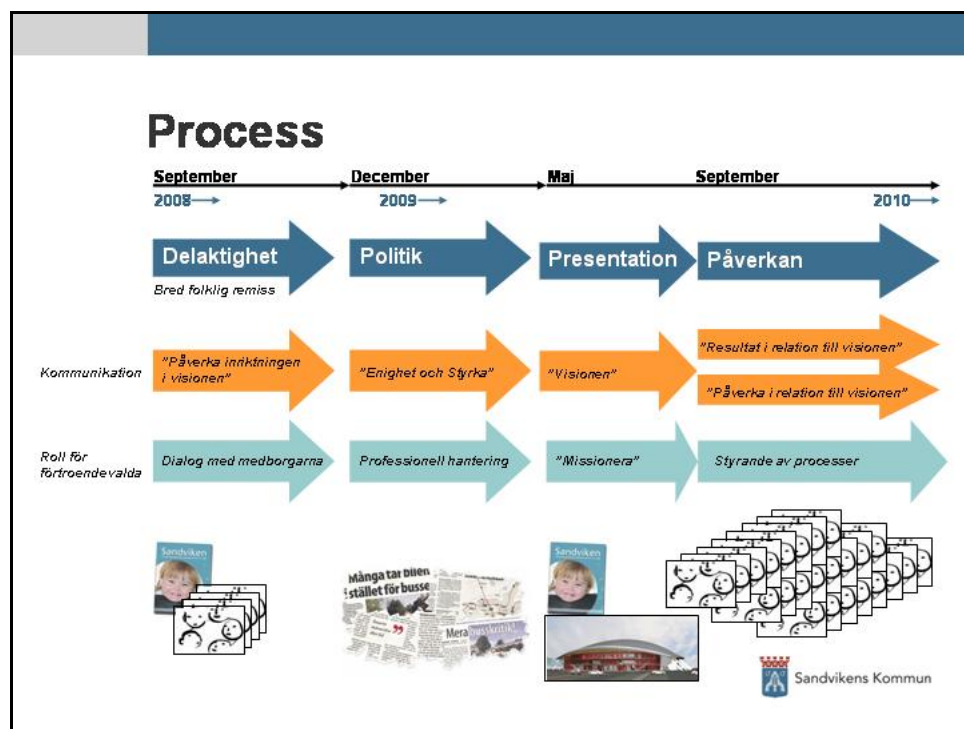 Process
September December Maj September
2008 2009 2010
Delaktighet Politik Presentation Påverkan
Bred folklig remiss
Kommunikation
"Påverka inriktningen
i visionen"
"Enighet och Styrka"
"Visionen"
"Resultat i relation till visionen"
"Påverka i relation till visionen"
Roll för
förtroendevalda
Dialog med medborgarna
Professionell hantering
"Missionera"
Styrande av processer
Sandviken
Många tar bilen
stället för busse
Mera busskritik!
Sandviken
Sandvikens Kommun